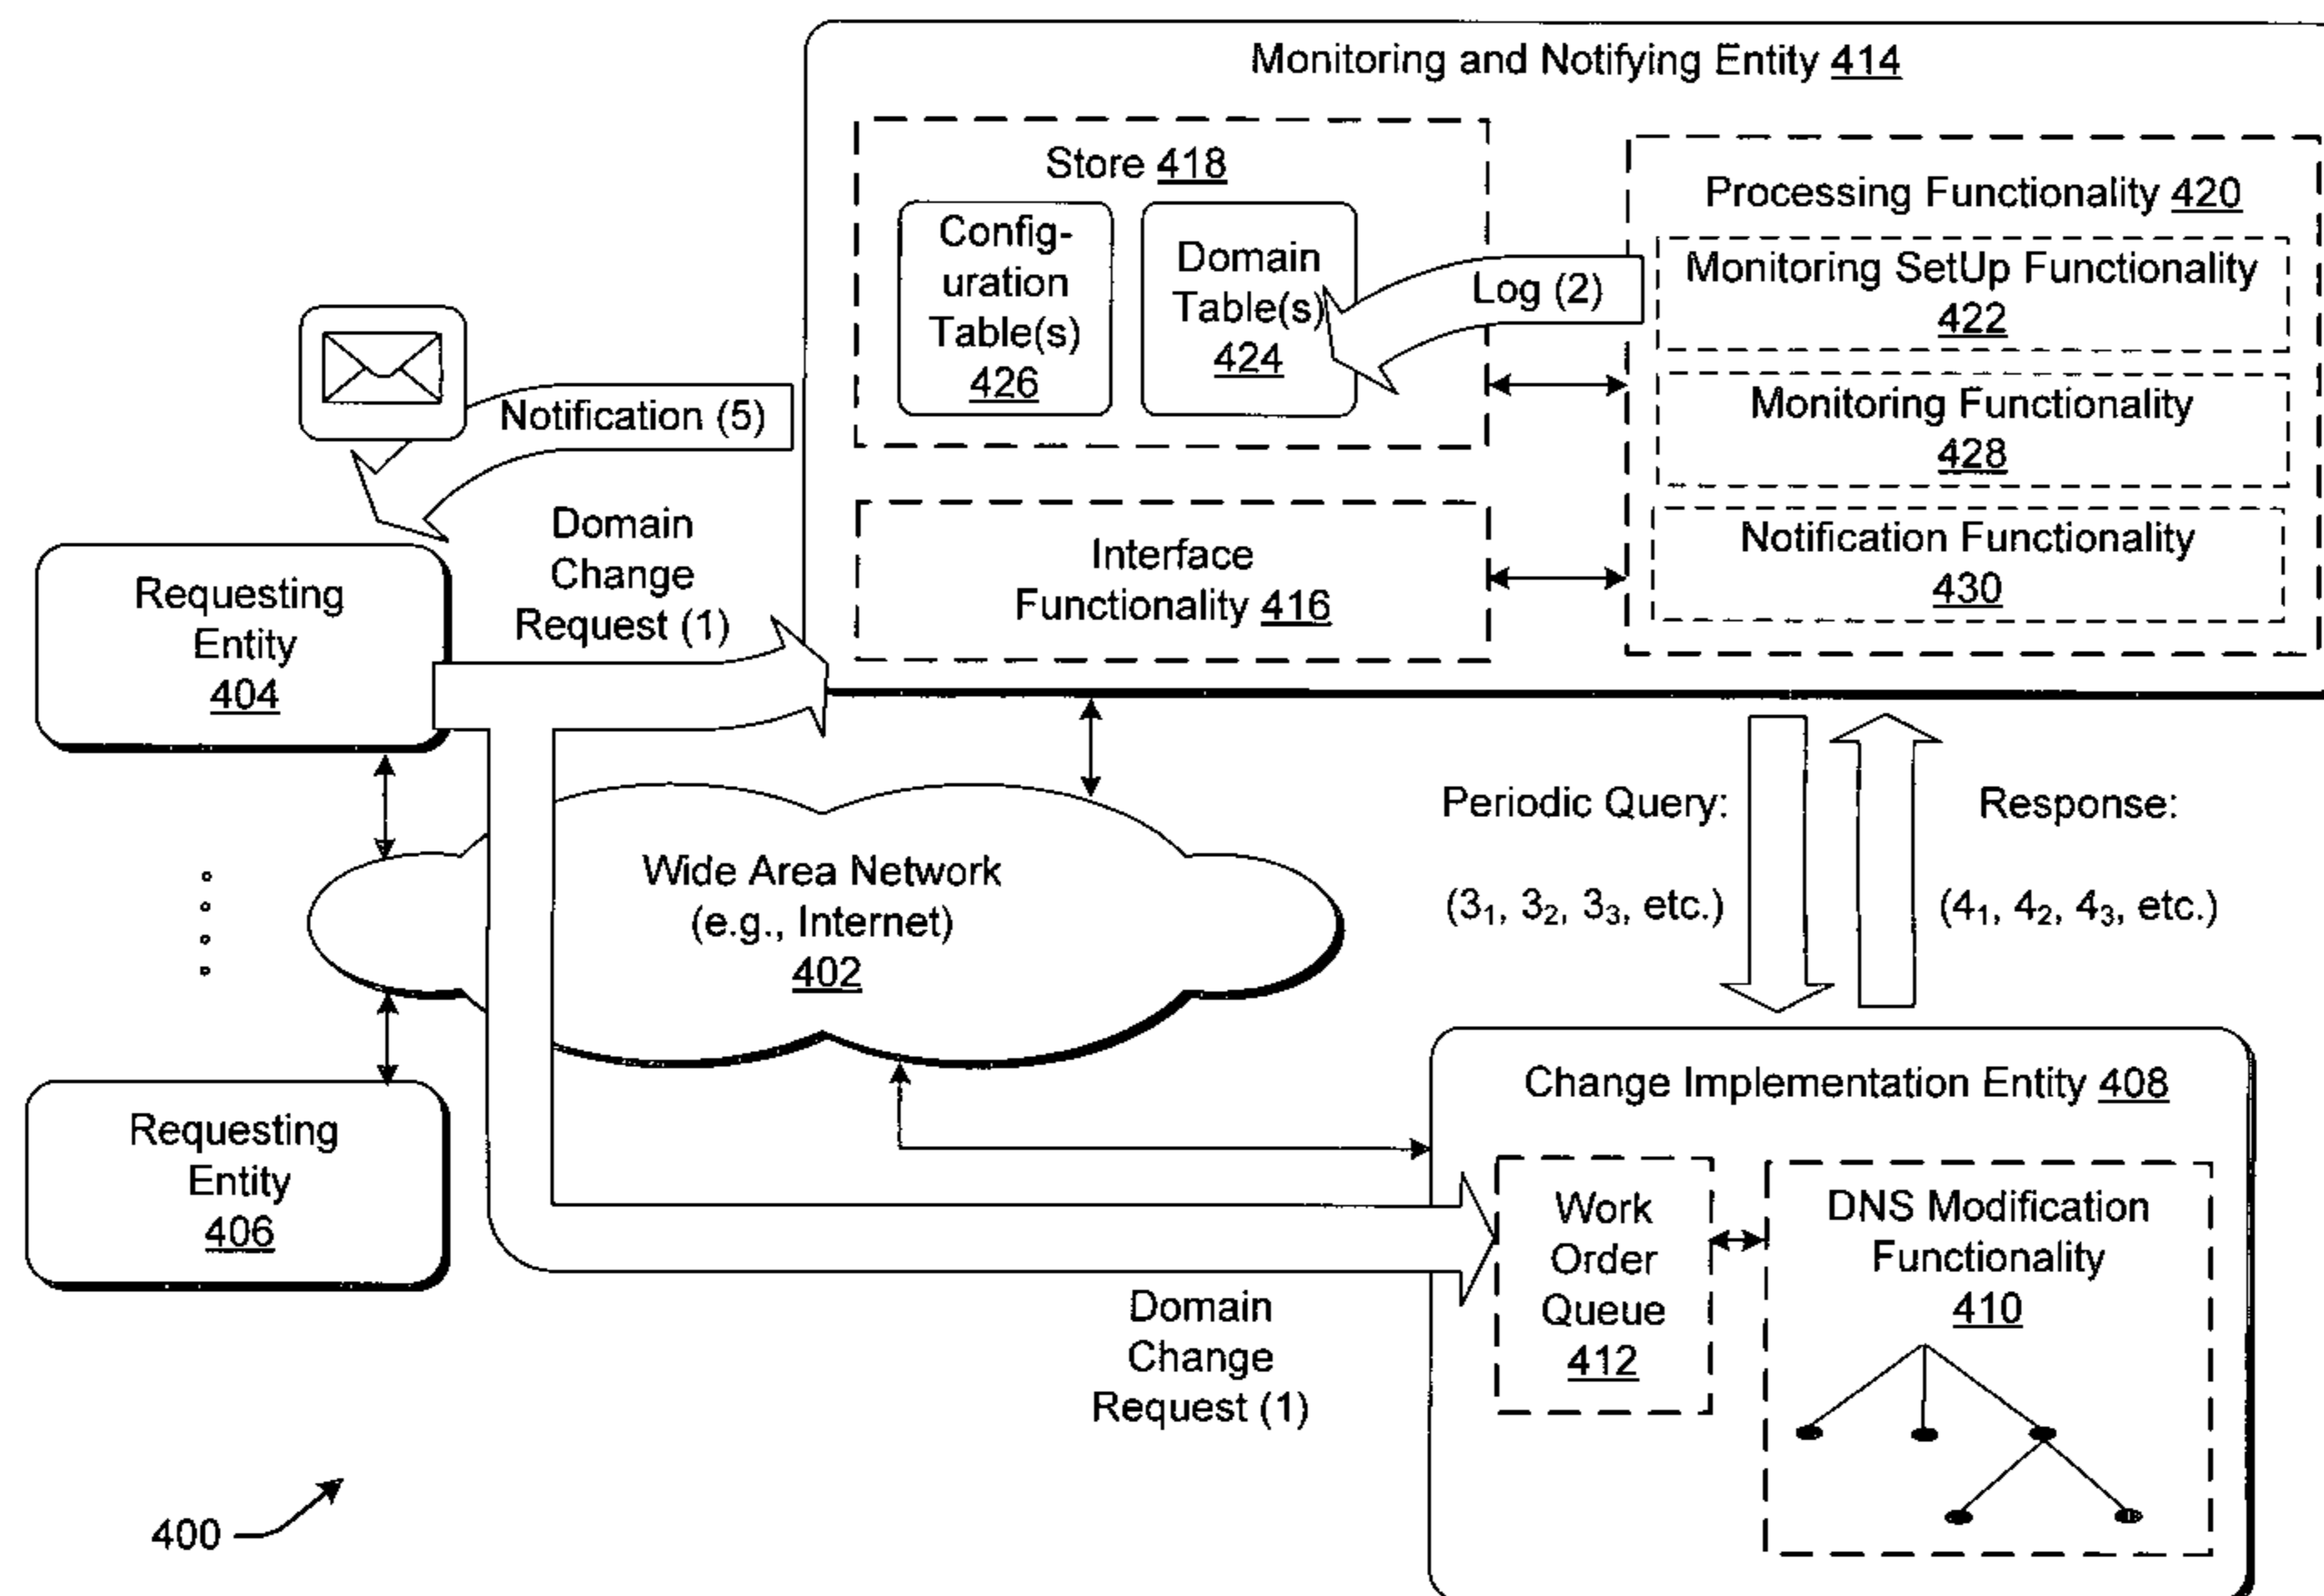 Monitoring and Notifying Entity 414
Store 418
Config-
uration
Table(s)
426
Domain
Table(s)
424
Log (2)
Processing Functionality 420
Monitoring SetUp Functionality
422
Monitoring Functionality
428
Notification Functionality
430
Interface
Functionality 416
Notification (5)
Domain
Change
Request (1)
Requesting
Entity
404
Wide Area Network
(e.g., Internet)
402
Periodic Query:
(3₁, 3₂, 3₃, etc.)
Response:
(4₁, 4₂, 4₃, etc.)
Requesting
Entity
406
Change Implementation Entity 408
Work
Order
Queue
412
DNS Modification
Functionality
410
Domain
Change
Request (1)
400